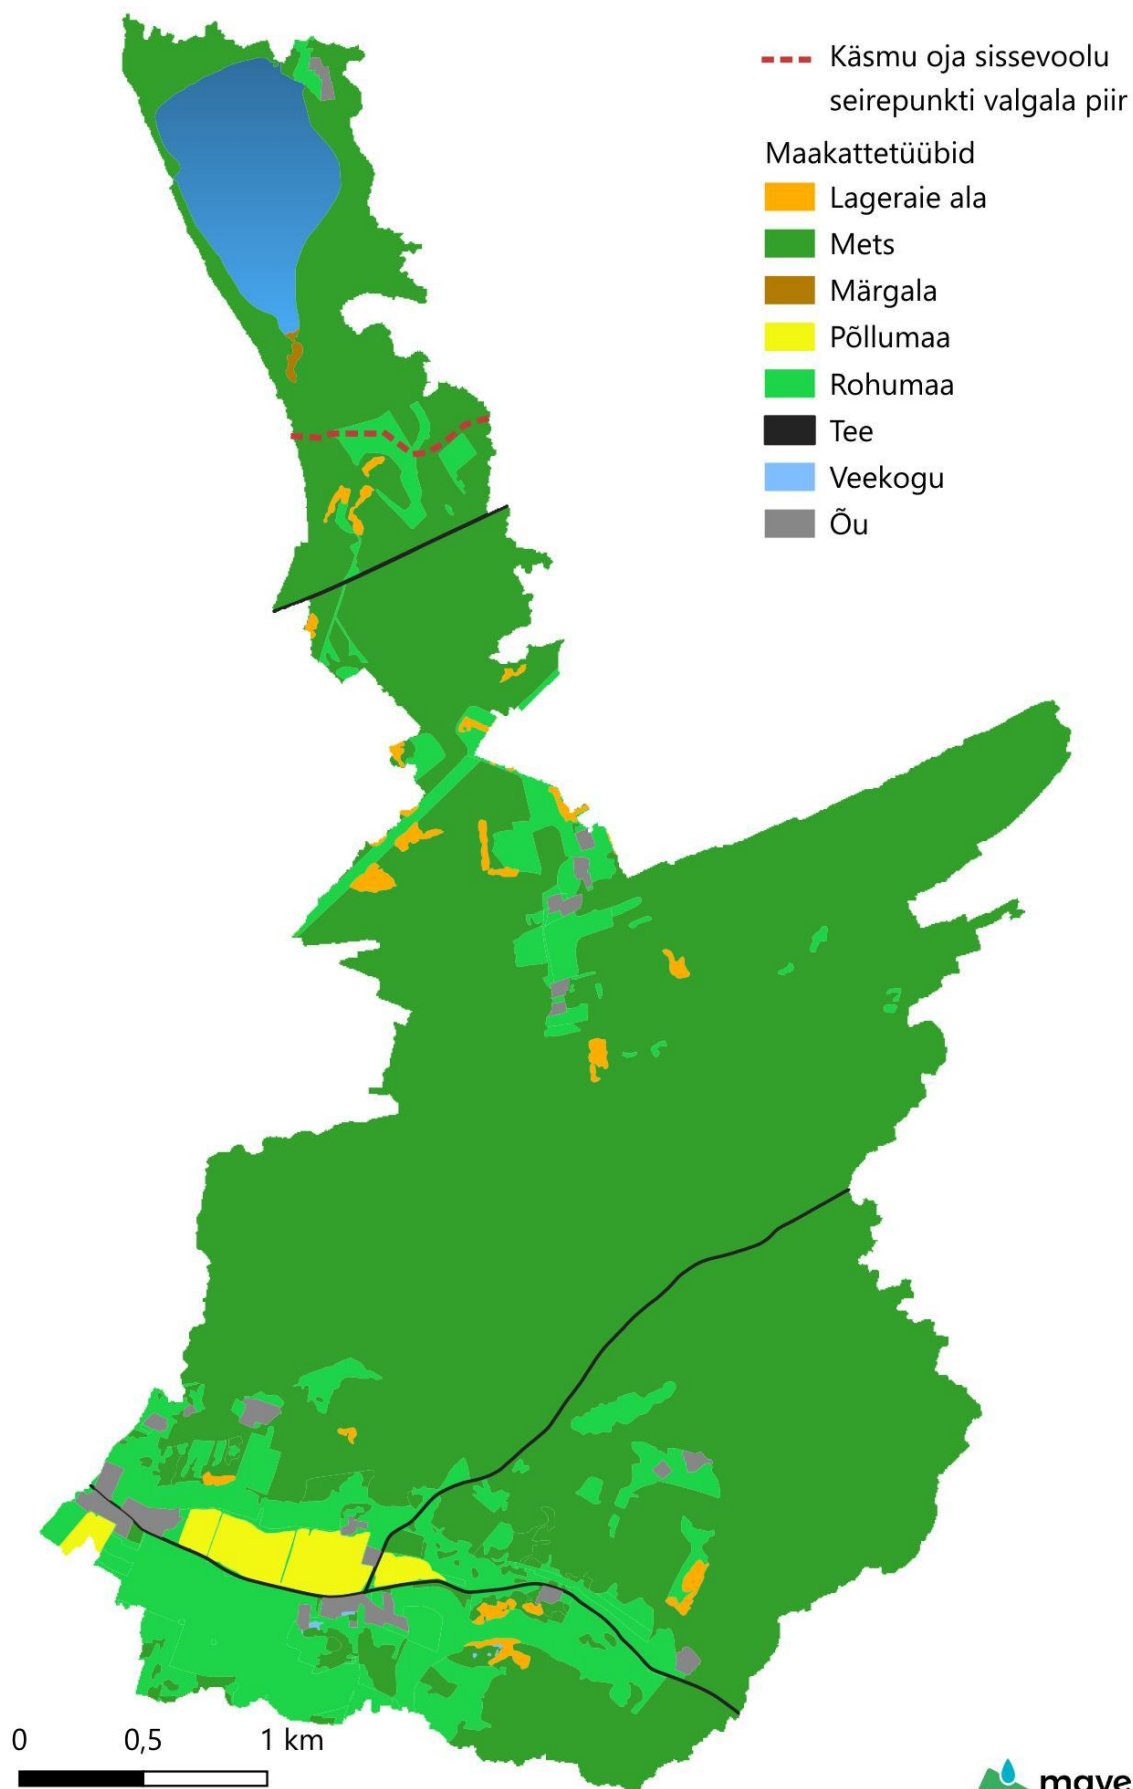 Käsmu oja sissevoolu
seirepunkti valgala piir
Maakattetüübid
Lageraie ala
Mets
Märgala
Põllumaa
Rohumaa
Tee
Veekogu
Õu
0 0,5 1 km
mave